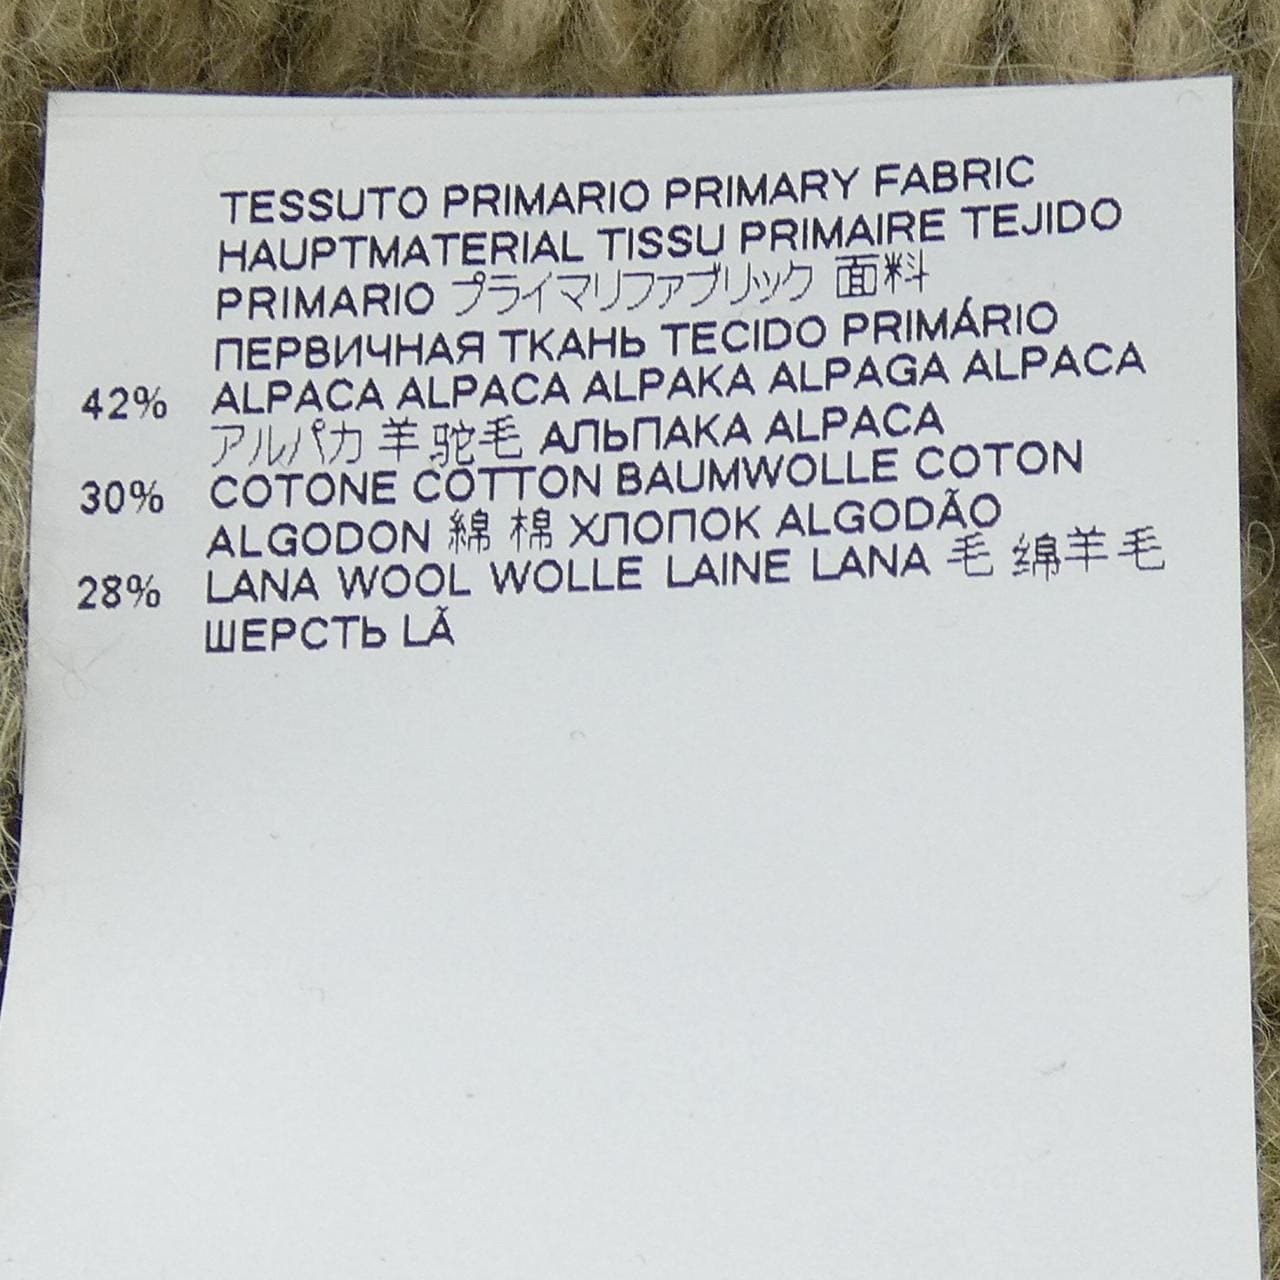 TESSUTO PRIMARIO PRIMARY FABRIC
HAUPTMATERIAL TISSU PRIMAIRE TEJIDO
PRIMARIO プライマリファブリック 面料
ПЕРВИЧНАЯ ТКАНЬ TECIDO PRIMÁRIO
42% ALPACA ALPACA ALPAKA ALPAGA ALPACA
アルパカ 羊驼毛 АЛЬПАКА ALPACA
30% COTONE COTTON BAUMWOLLE COTON
ALGODON 綿 棉 ХЛОПОК ALGODÃO
28% LANA WOOL WOLLE LAINE LANA 毛 绵羊毛
ШЕРСТЬ LÃ